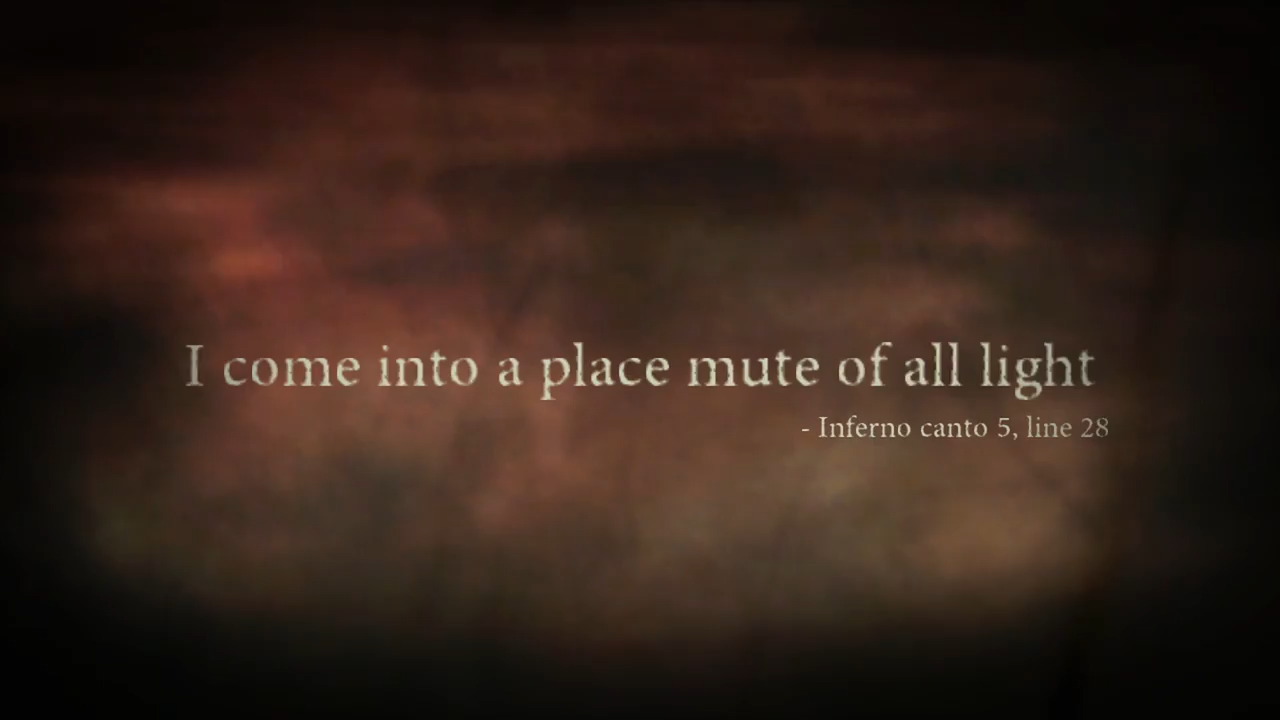 I come into a place mute of all light
- Inferno canto 5, line 28